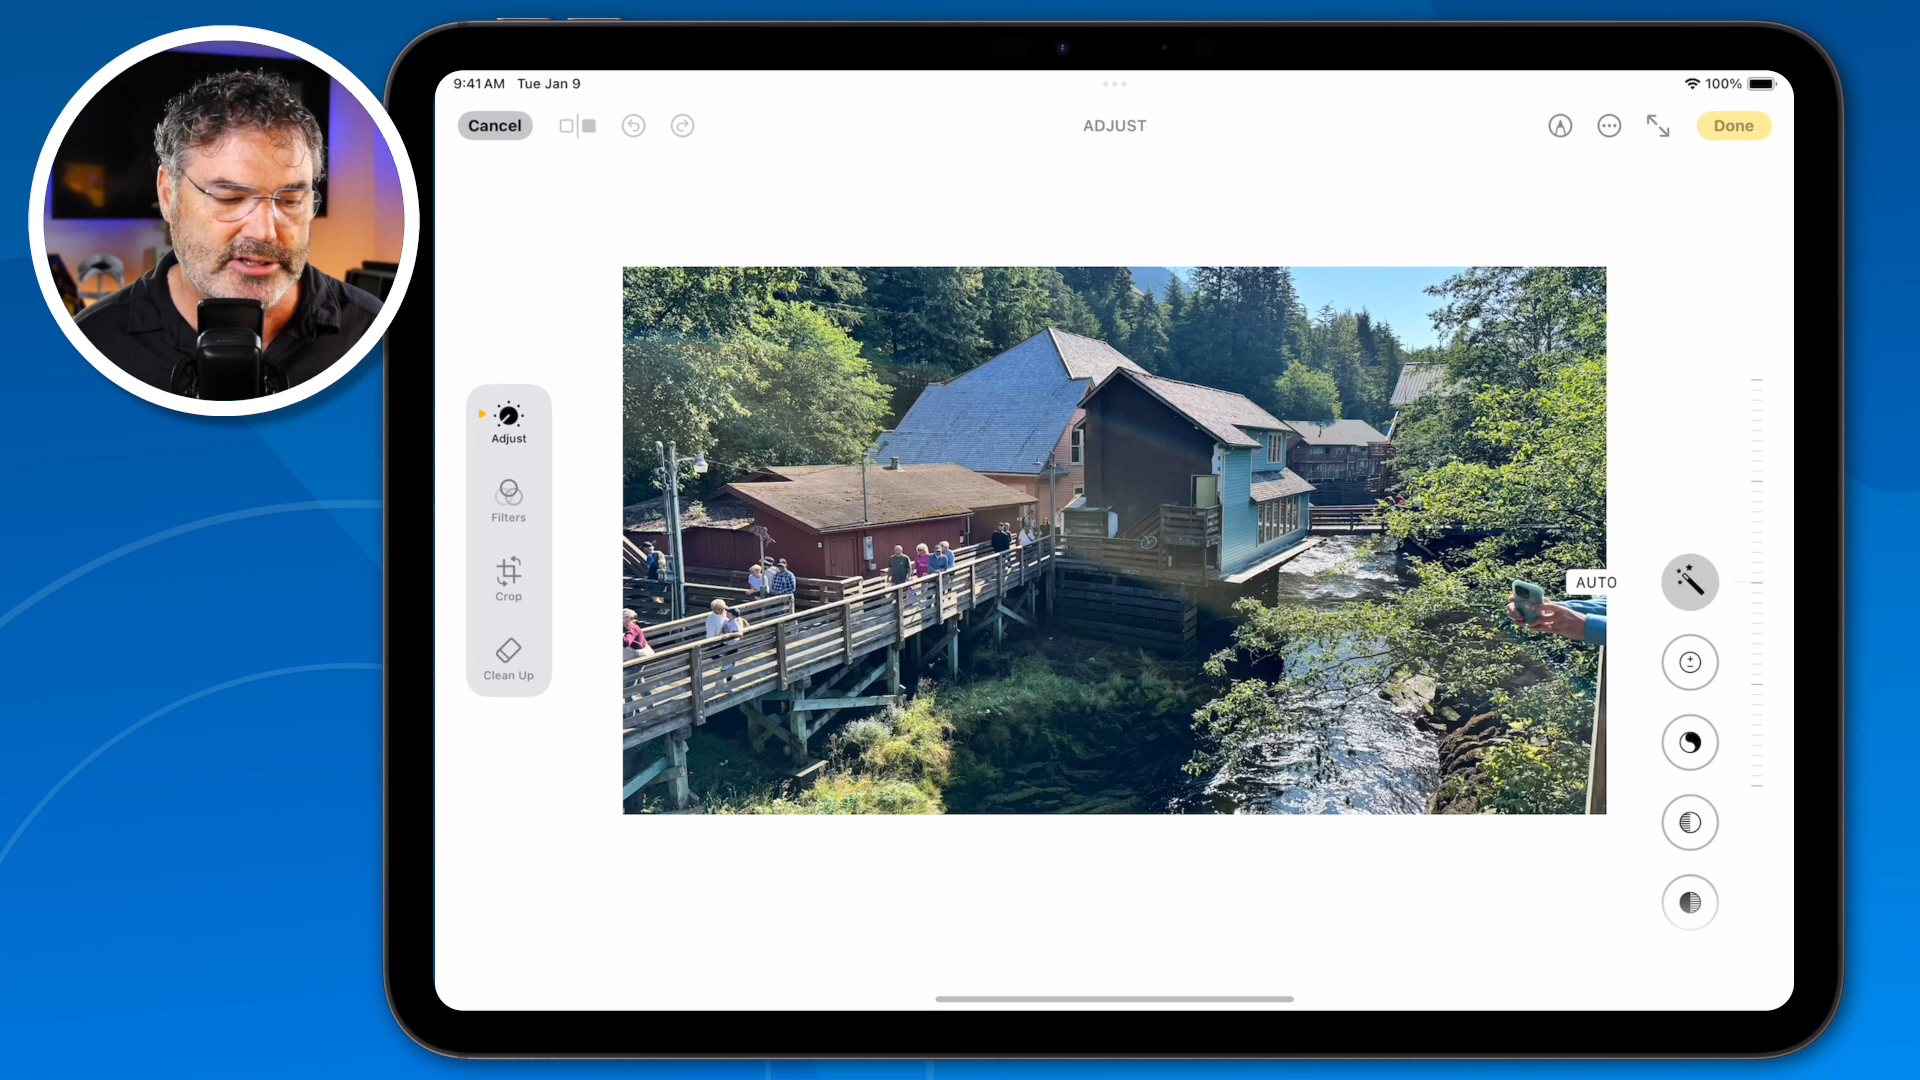 9:41 AM Tue Jan 9
100%
Cancel
ADJUST
Done
Adjust
Filters
Crop
Clean Up
AUTO